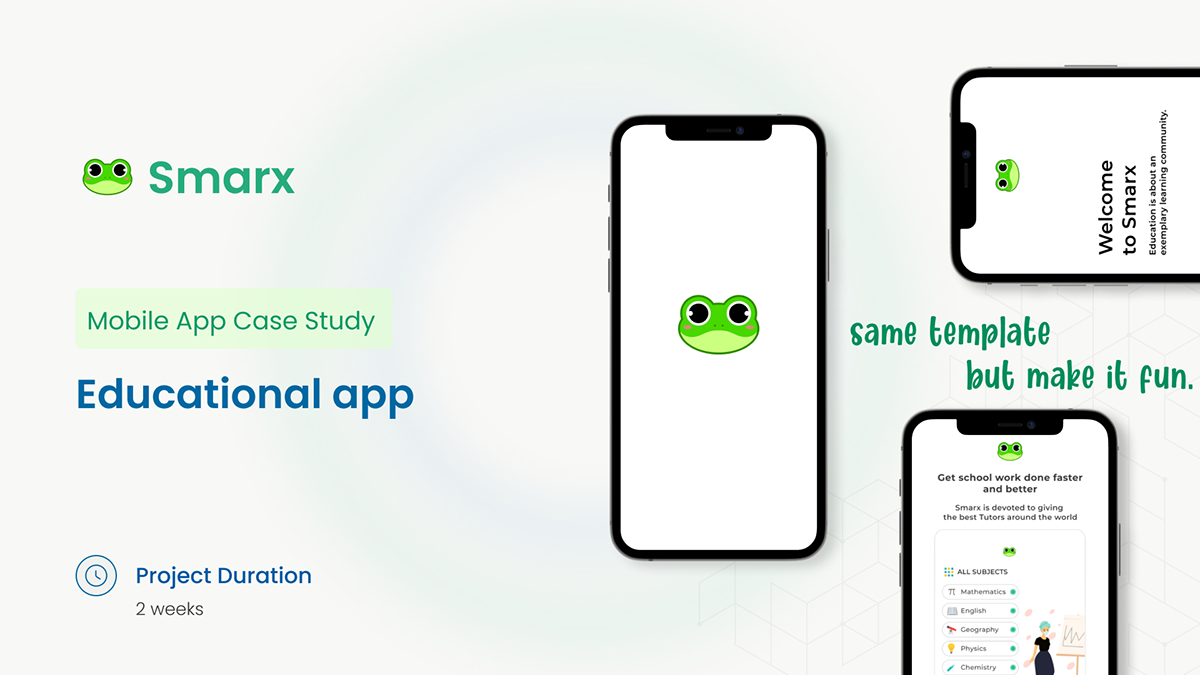 Smarx
Mobile App Case Study
Educational app
Project Duration
2 weeks
Welcome
to Smarx
Education is about an
exemplary learning community.
same template
but make it fun.
Get school work done faster
and better
Smarx is devoted to giving
the best Tutors around the world
ALL SUBJECTS
Mathematics
English
Geography
Physics
Chemistry